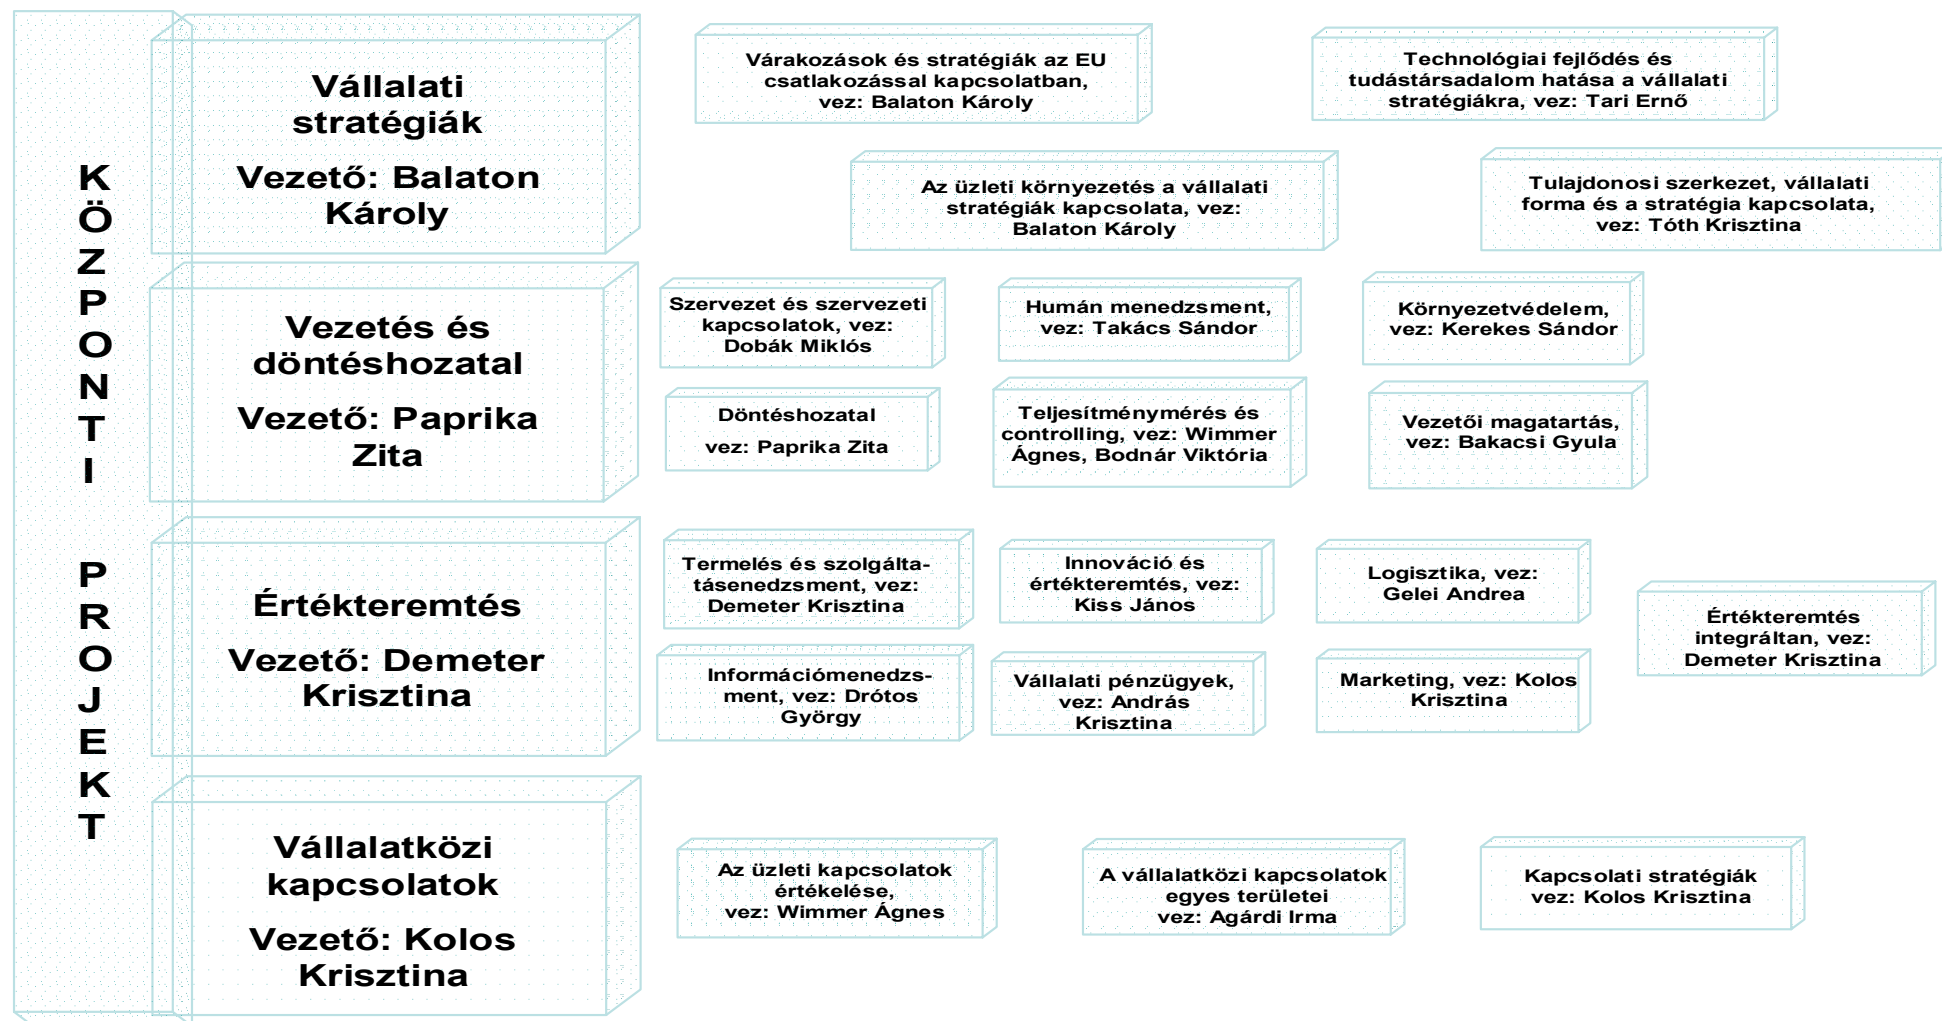 KÖZPONTI
PROJEKT
Vállalati
stratégiák
Vezető: Balaton
Károly
Várakozások és stratégiák az EU
csatlakozással kapcsolatban,
vez: Balaton Károly
Technológiai fejlődés és
tudástársadalom hatása a vállalati
stratégiákra, vez: Tari Ernő
Az üzleti környezetés a vállalati
stratégiák kapcsolata, vez:
Balaton Károly
Tulajdonosi szerkezet, vállalati
forma és a stratégia kapcsolata,
vez: Tóth Krisztina
Vezetés és
döntéshozatal
Vezető: Paprika
Zita
Szervezet és szervezeti
kapcsolatok, vez:
Dobák Miklós
Humán menedzsment,
vez: Takács Sándor
Környezetvédelem,
vez: Kerekes Sándor
Döntéshozatal
vez: Paprika Zita
Teljesítménymérés és
controlling, vez: Wimmer
Ágnes, Bodnár Viktória
Vezetői magatartás,
vez: Bakacsi Gyula
Értékteremtés
Vezető: Demeter
Krisztina
Termelés és szolgálta-
tásenedzsment, vez:
Demeter Krisztina
Innováció és
értékteremtés, vez:
Kiss János
Logisztika, vez:
Gelei Andrea
Értékteremtés
integráltan, vez:
Demeter Krisztina
Információmenedzs-
ment, vez: Drótos
György
Vállalati pénzügyek,
vez: András
Krisztina
Marketing, vez: Kolos
Krisztina
Vállalatközi
kapcsolatok
Vezető: Kolos
Krisztina
Az üzleti kapcsolatok
értékelése,
vez: Wimmer Ágnes
A vállalatközi kapcsolatok
egyes területei
vez: Agárdi Irma
Kapcsolati stratégiák
vez: Kolos Krisztina